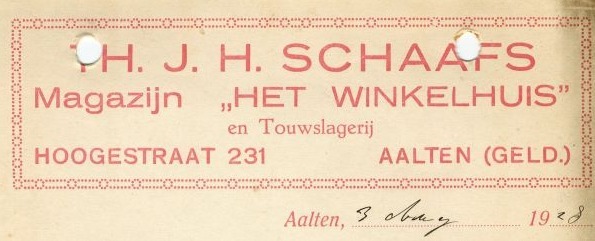 TH. J. H. SCHAAFS
Magazijn „HET WINKELHUIS”
en Touwslagerij
HOOGESTRAAT 231 AALTEN (GELD.)
Aalten, 3 1928